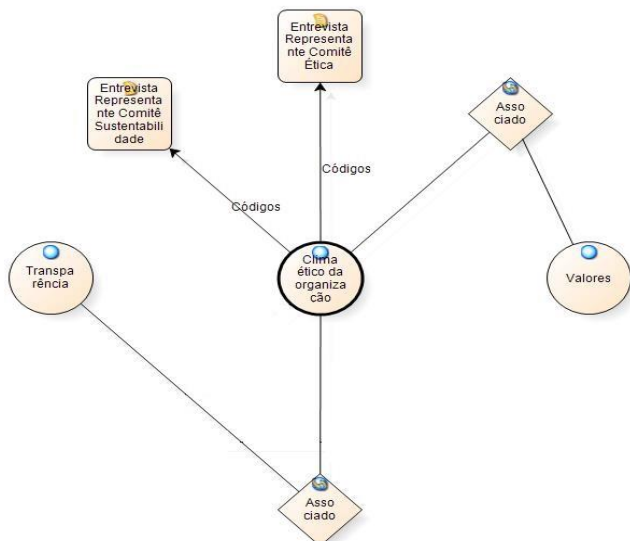 Entrevista
Representa
nte Comitê
Ética
Entrevista
Representa
nte Comitê
Sustentabili
dade
Asso
ciado
Códigos
Códigos
Transpa
rência
Clima
ético da
organiza
ção
Valores
Asso
ciado